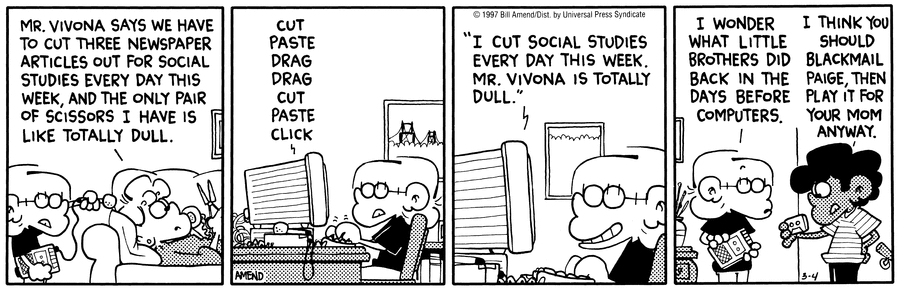 MR. VIVONA SAYS WE HAVE
TO CUT THREE NEWSPAPER
ARTICLES OUT FOR SOCIAL
STUDIES EVERY DAY THIS
WEEK, AND THE ONLY PAIR
OF SCISSORS I HAVE IS
LIKE TOTALLY DULL.
CUT
PASTE
DRAG
DRAG
CUT
PASTE
CLICK
AMEND
© 1997 Bill Amend/Dist. by Universal Press Syndicate
"I CUT SOCIAL STUDIES
EVERY DAY THIS WEEK.
MR. VIVONA IS TOTALLY
DULL."
I WONDER
WHAT LITTLE
BROTHERS DID
BACK IN THE
DAYS BEFORE
COMPUTERS.
I THINK YOU
SHOULD
BLACKMAIL
PAIGE, THEN
PLAY IT FOR
YOUR MOM
ANYWAY.
3-4